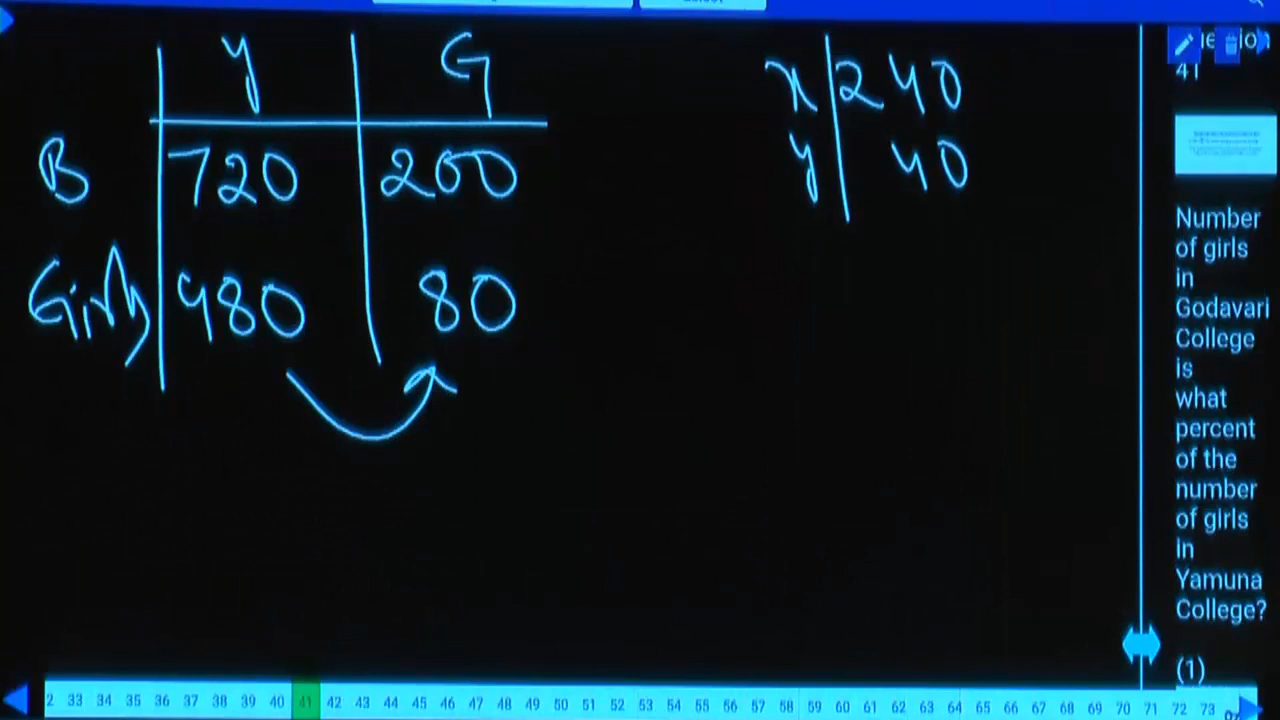 Y G
B 720 200
Girls 480 80
x 240
y 40
41
Number
of girls
in
Godavari
College
is
what
percent
of the
number
of girls
in
Yamuna
College?
(1)
2 33 34 35 36 37 38 39 40 41 42 43 44 45 46 47 48 49 50 51 52 53 54 55 56 57 58 59 60 61 62 63 64 65 66 67 68 69 70 71 72 73